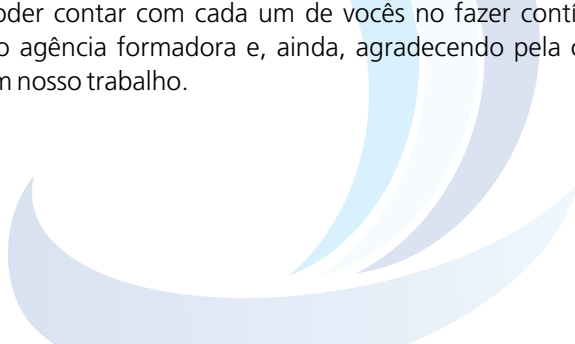 oder contar com cada um de vocês no fazer contí
o agência formadora e, ainda, agradecendo pela c
m nosso trabalho.